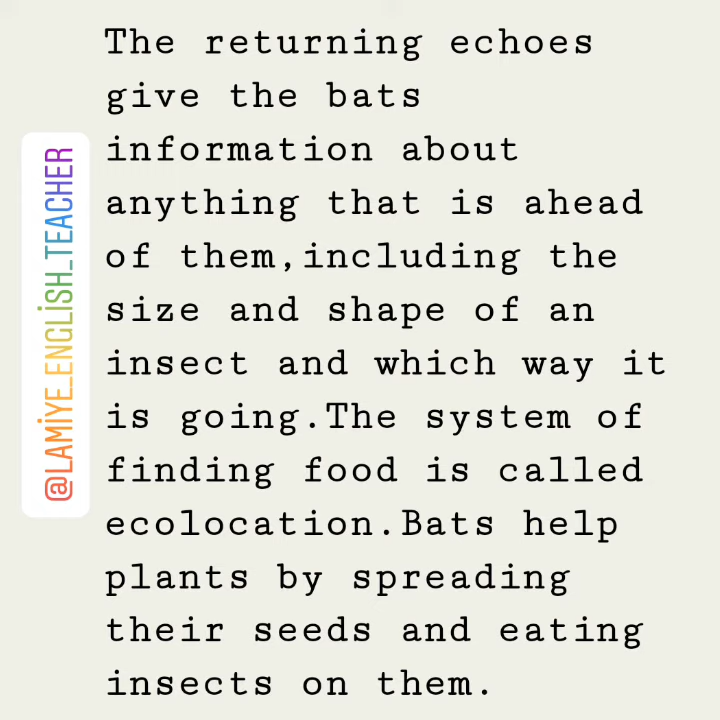 The returning echoes
give the bats
information about
anything that is ahead
of them,including the
size and shape of an
insect and which way it
is going.The system of
finding food is called
ecolocation.Bats help
plants by spreading
their seeds and eating
insects on them.
@LAMİYE_ENGLİSH_TEACHER